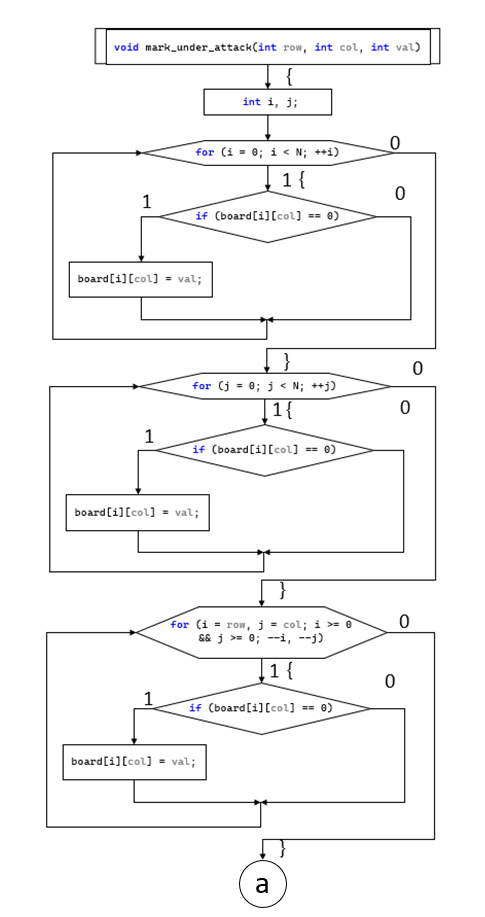 void mark_under_attack(int row, int col, int val)
{
int i, j;
for (i = 0; i < N; ++i)
0
1 {
0
1
if (board[i][col] == 0)
board[i][col] = val;
}
0
for (j = 0; j < N; ++j)
0
1 {
1
if (board[i][col] == 0)
board[i][col] = val;
}
for (i = row, j = col; i >= 0
&& j >= 0; --i, --j)
0
1 {
0
1
if (board[i][col] == 0)
board[i][col] = val;
}
a